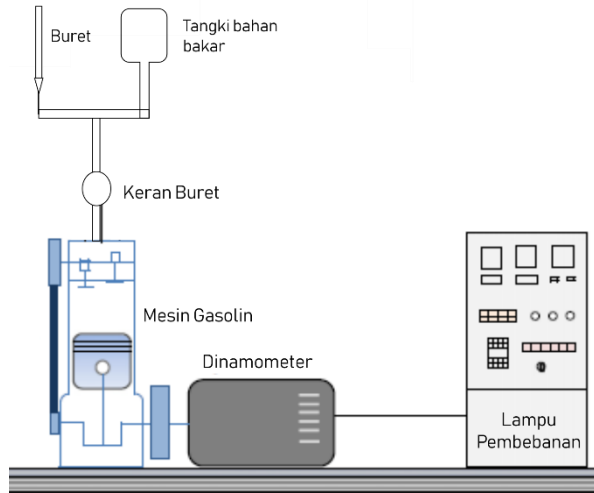 Buret
Tangki bahan
bakar
Keran Buret
Mesin Gasolin
Dinamometer
Lampu
Pembebanan